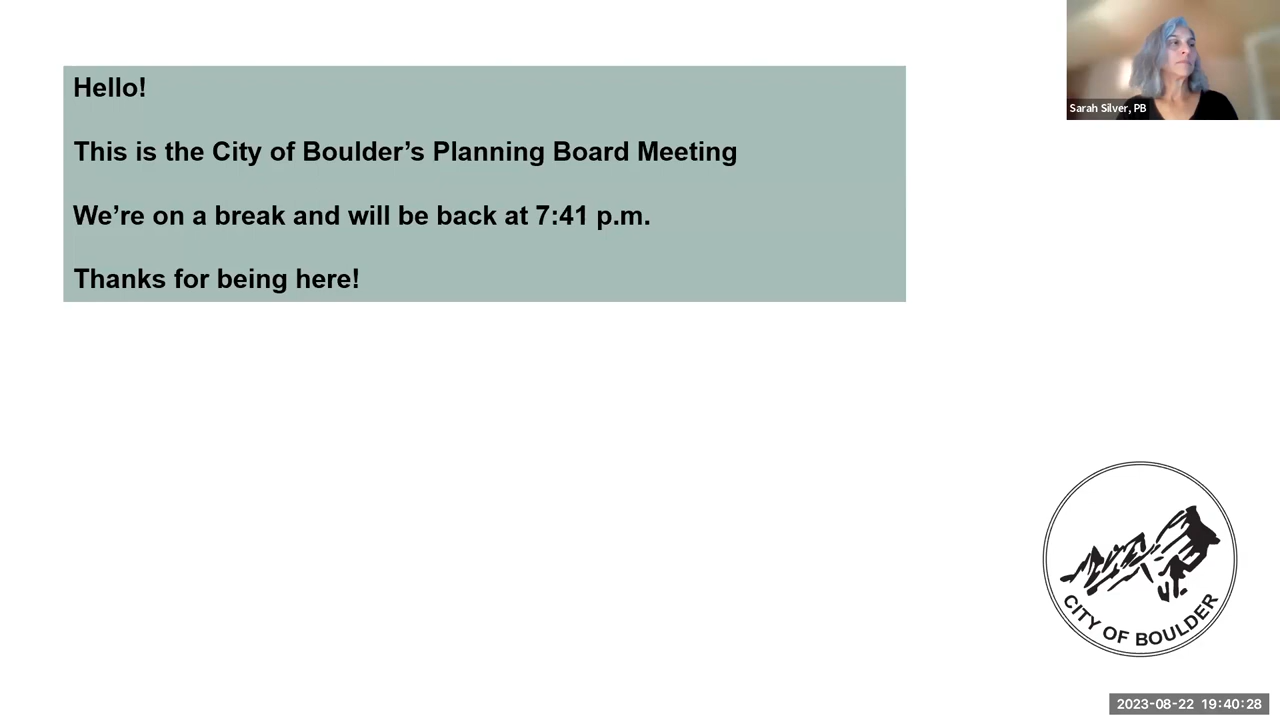 Hello!
This is the City of Boulder’s Planning Board Meeting
We’re on a break and will be back at 7:41 p.m.
Thanks for being here!
Sarah Silver, PB
CITY OF BOULDER
2023-08-22 19:40:28